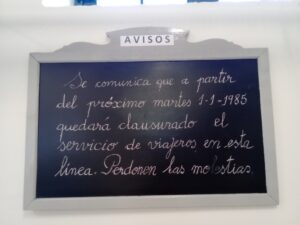 AVISOS
Se comunica que a partir
del próximo martes 1-1-1985
quedará clausurado el
servicio de viajeros en esta
línea. Perdonen las molestias